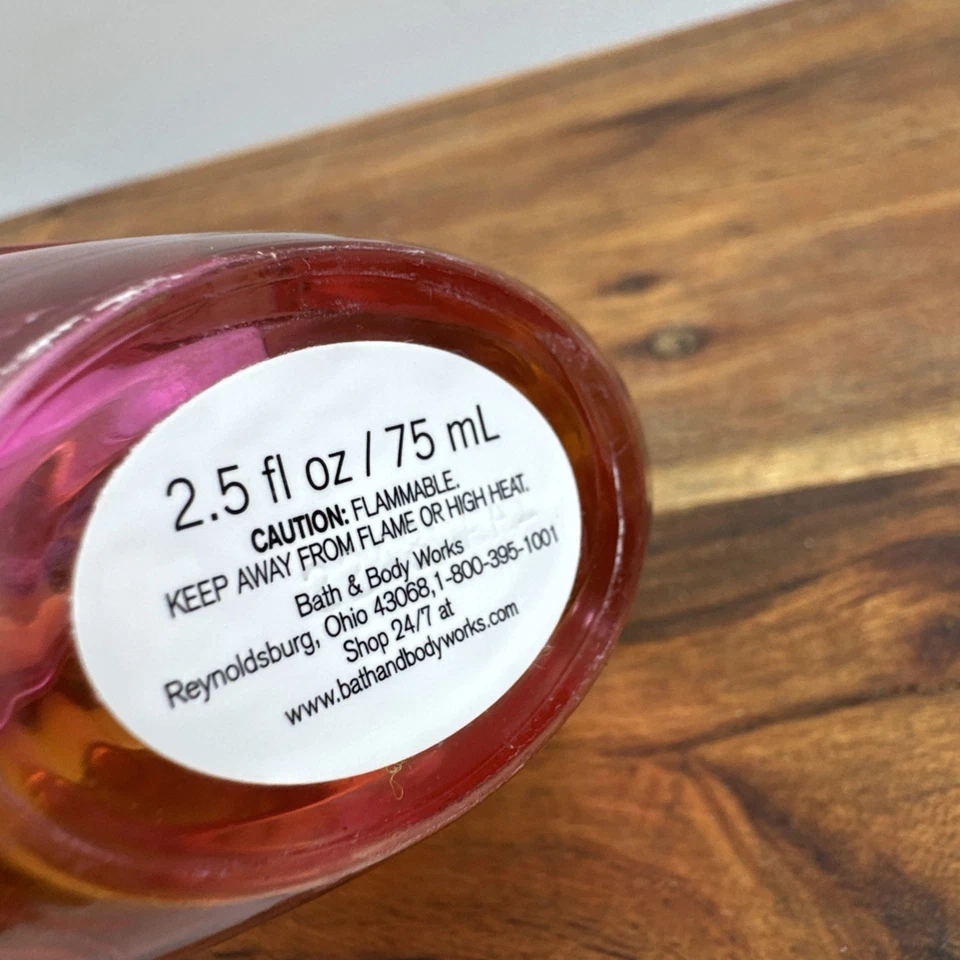 2.5 fl oz / 75 mL
CAUTION: FLAMMABLE.
KEEP AWAY FROM FLAME OR HIGH HEAT.
Bath & Body Works
Reynoldsburg, Ohio 43068,1-800-395-1001
Shop 24/7 at
www.bathandbodyworks.com